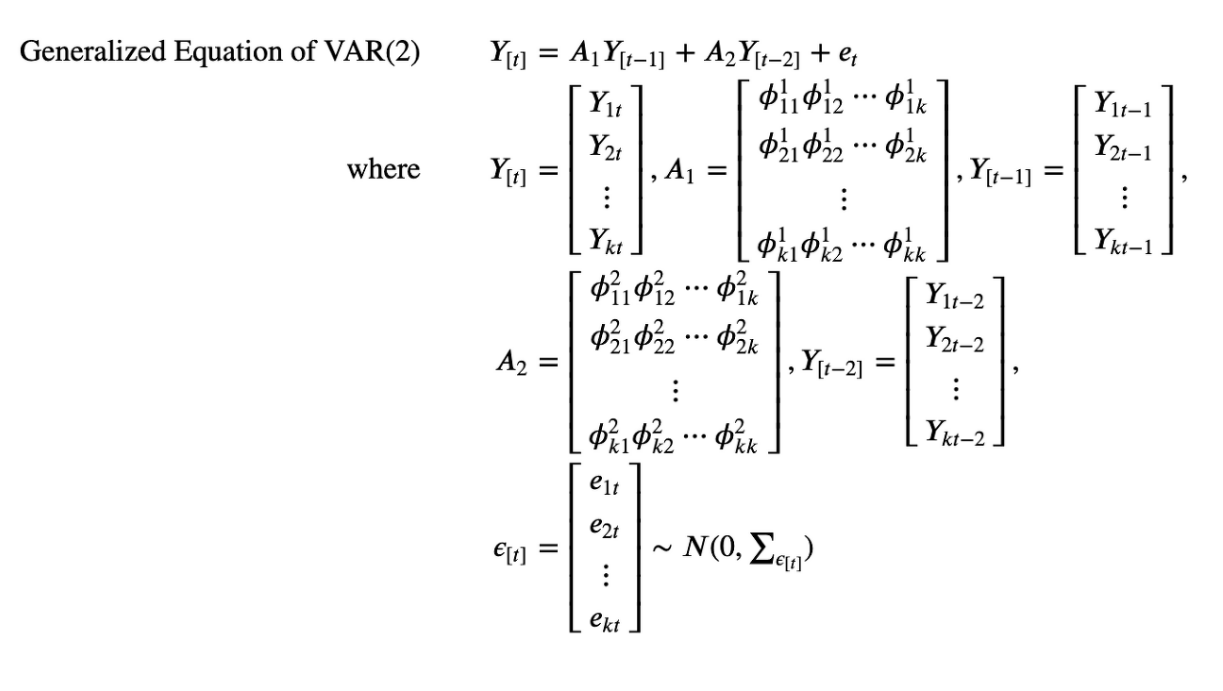 Generalized Equation of VAR(2) Y[t] = A₁Y[t−1] + A₂Y[t−2] + eₜ
where Y[t] = [Y₁ₜ Y₂ₜ ⋮ Yₖₜ], A₁ = [ϕ¹₁₁ϕ¹₁₂ ⋯ ϕ¹₁ₖ ϕ¹₂₁ϕ¹₂₂ ⋯ ϕ¹₂ₖ ⋮ ϕ¹ₖ₁ϕ¹ₖ₂ ⋯ ϕ¹ₖₖ], Y[t−1] = [Y₁ₜ₋₁ Y₂ₜ₋₁ ⋮ Yₖₜ₋₁],
A₂ = [ϕ²₁₁ϕ²₁₂ ⋯ ϕ²₁ₖ ϕ²₂₁ϕ²₂₂ ⋯ ϕ²₂ₖ ⋮ ϕ²ₖ₁ϕ²ₖ₂ ⋯ ϕ²ₖₖ], Y[t−2] = [Y₁ₜ₋₂ Y₂ₜ₋₂ ⋮ Yₖₜ₋₂],
ϵ[t] = [e₁ₜ e₂ₜ ⋮ eₖₜ] ∼ N(0, ∑ϵ[t])